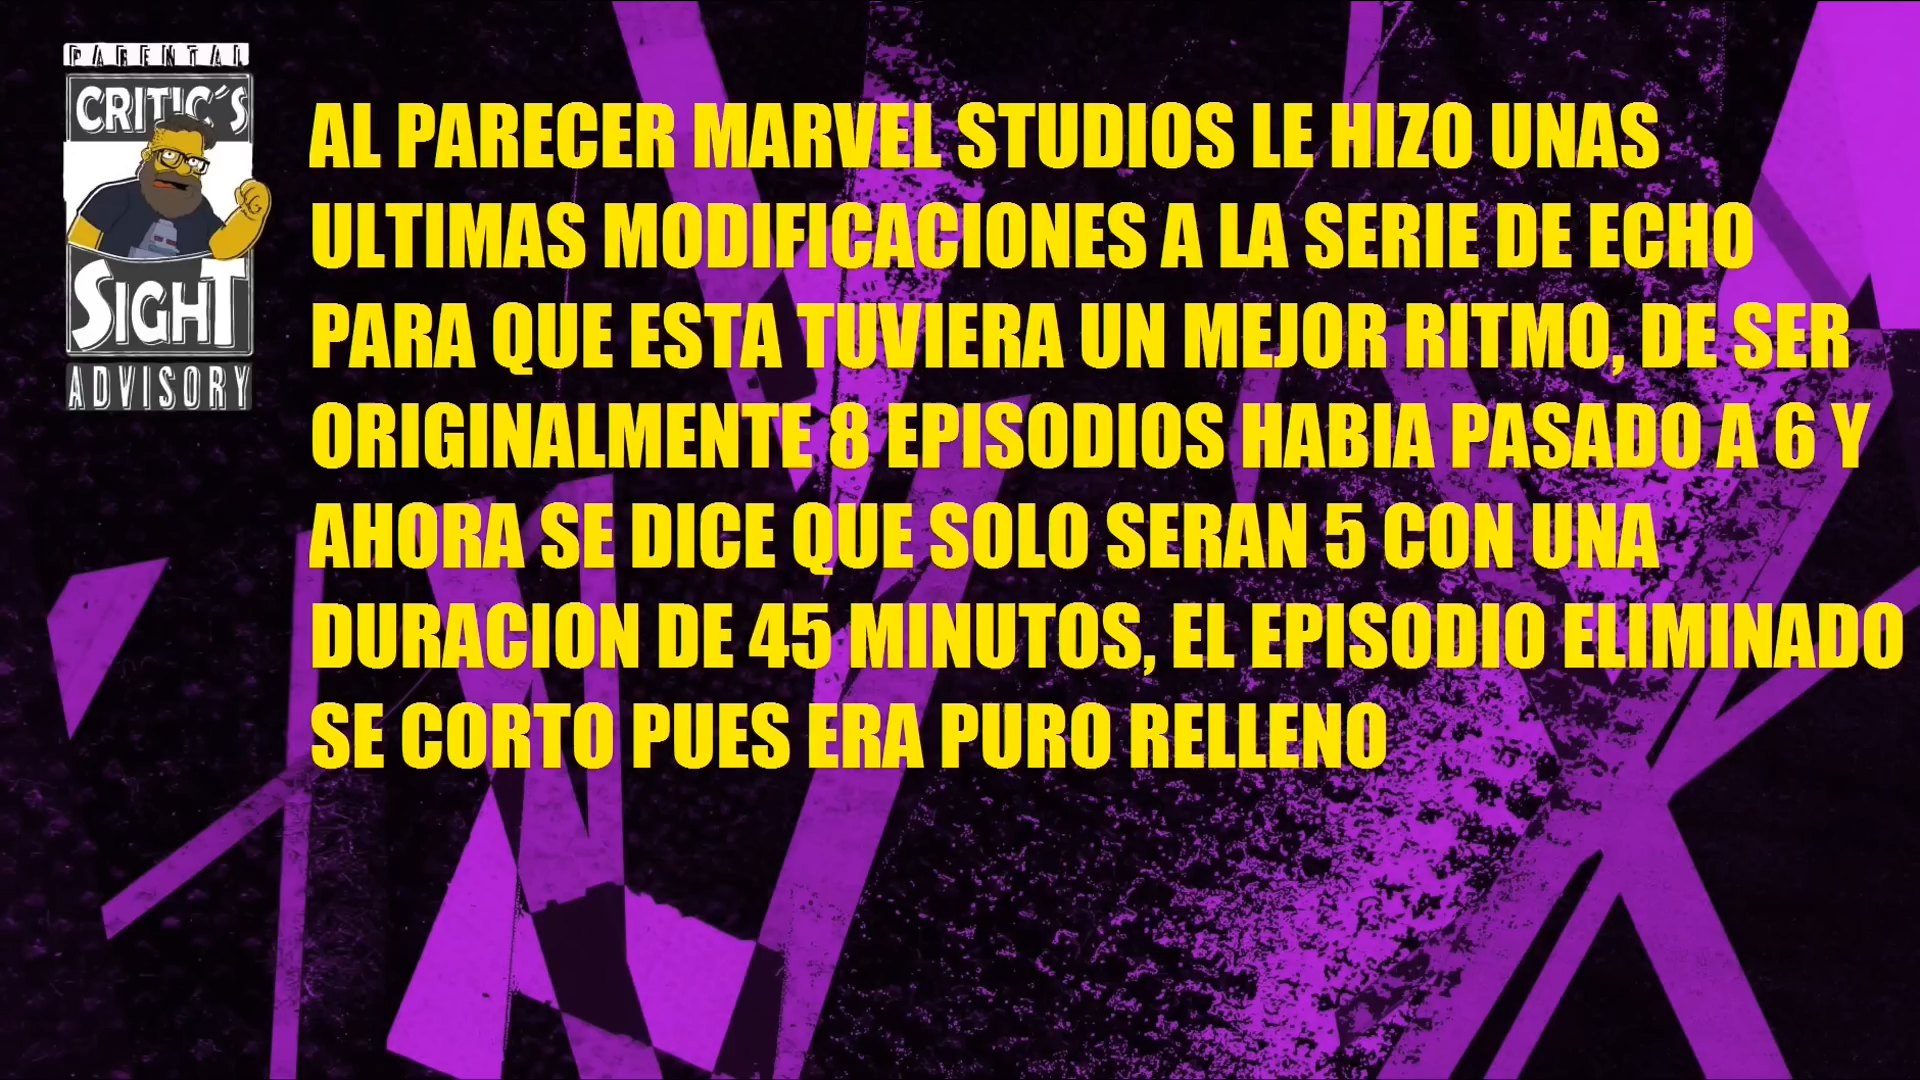 PARENTAL
CRITIC´S
SIGHT
ADVISORY
AL PARECER MARVEL STUDIOS LE HIZO UNAS
ULTIMAS MODIFICACIONES A LA SERIE DE ECHO
PARA QUE ESTA TUVIERA UN MEJOR RITMO, DE SER
ORIGINALMENTE 8 EPISODIOS HABIA PASADO A 6 Y
AHORA SE DICE QUE SOLO SERAN 5 CON UNA
DURACION DE 45 MINUTOS, EL EPISODIO ELIMINADO
SE CORTO PUES ERA PURO RELLENO